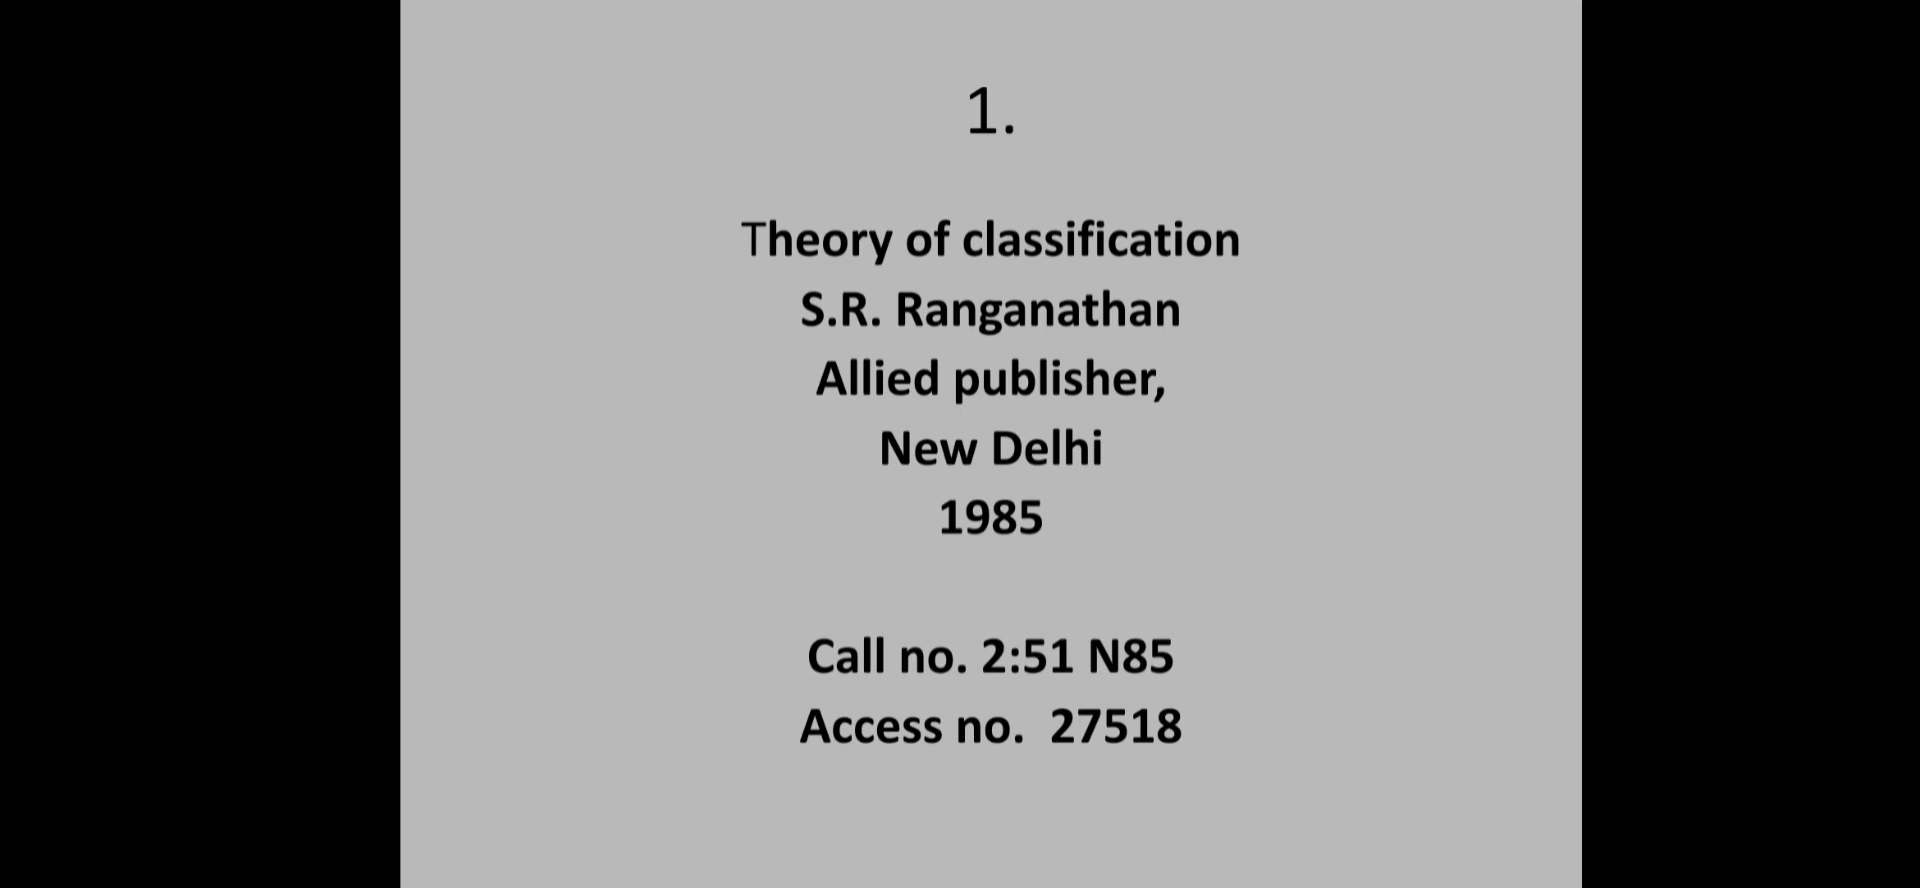 1.
Theory of classification
S.R. Ranganathan
Allied publisher,
New Delhi
1985
Call no. 2:51 N85
Access no.  27518